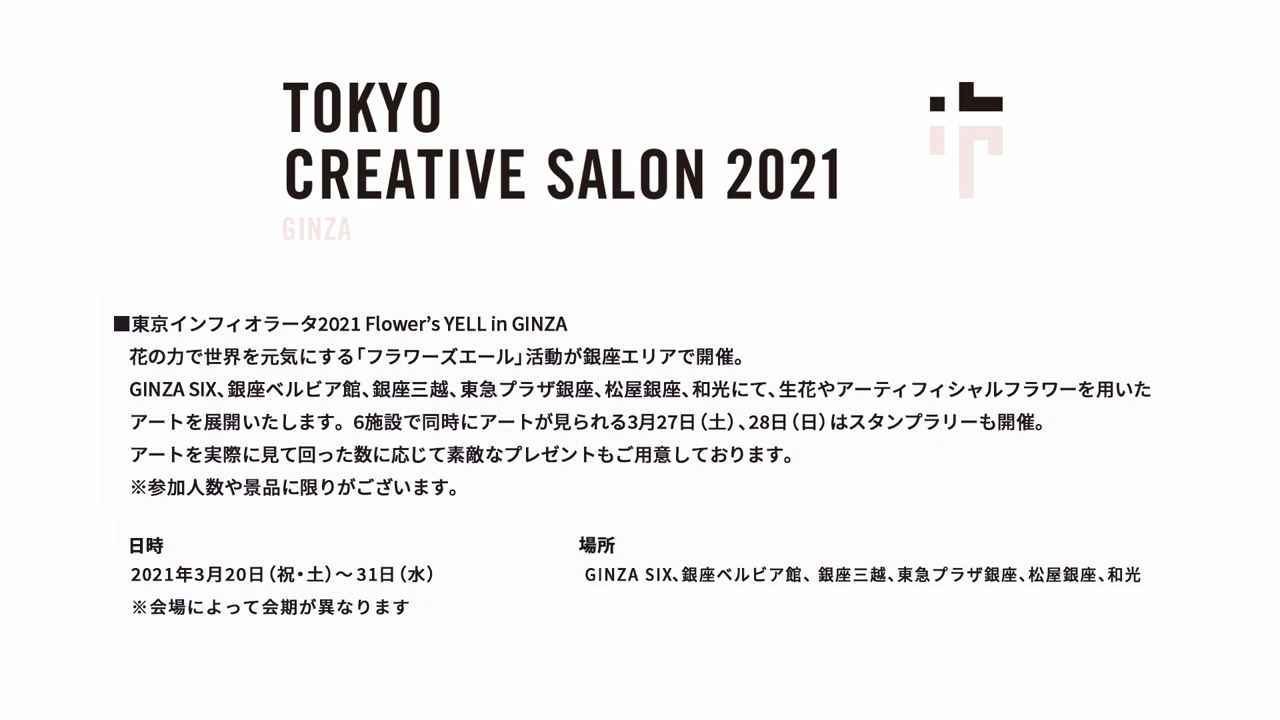 TOKYO
CREATIVE SALON 2021
GINZA
■東京インフィオラータ2021 Flower’s YELL in GINZA
花の力で世界を元気にする「フラワーズエール」活動が銀座エリアで開催。
GINZA SIX、銀座ベルビア館、銀座三越、東急プラザ銀座、松屋銀座、和光にて、生花やアーティフィシャルフラワーを用いた
アートを展開いたします。6施設で同時にアートが見られる3月27日（土）、28日（日）はスタンプラリーも開催。
アートを実際に見て回った数に応じて素敵なプレゼントもご用意しております。
※参加人数や景品に限りがございます。
日時
2021年3月20日（祝・土）〜31日（水）
※会場によって会期が異なります
場所
GINZA SIX、銀座ベルビア館、銀座三越、東急プラザ銀座、松屋銀座、和光